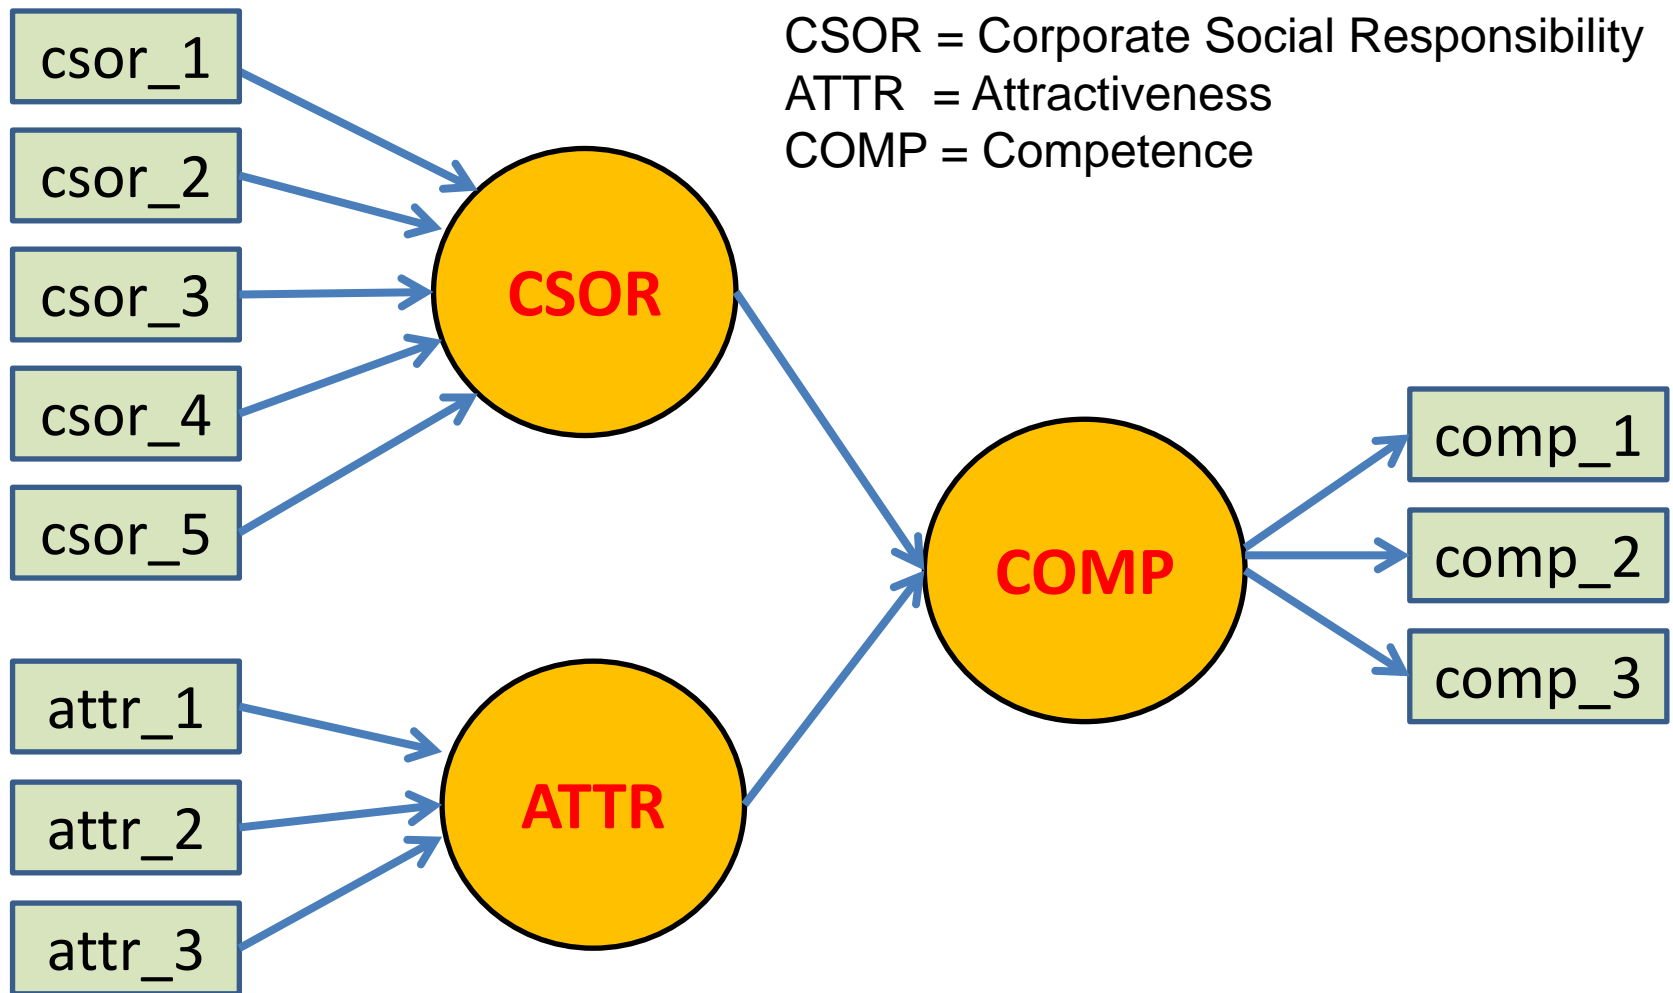 CSOR = Corporate Social Responsibility
ATTR = Attractiveness
COMP = Competence
csor_1
csor_2
csor_3
csor_4
csor_5
CSOR
attr_1
attr_2
attr_3
ATTR
COMP
comp_1
comp_2
comp_3